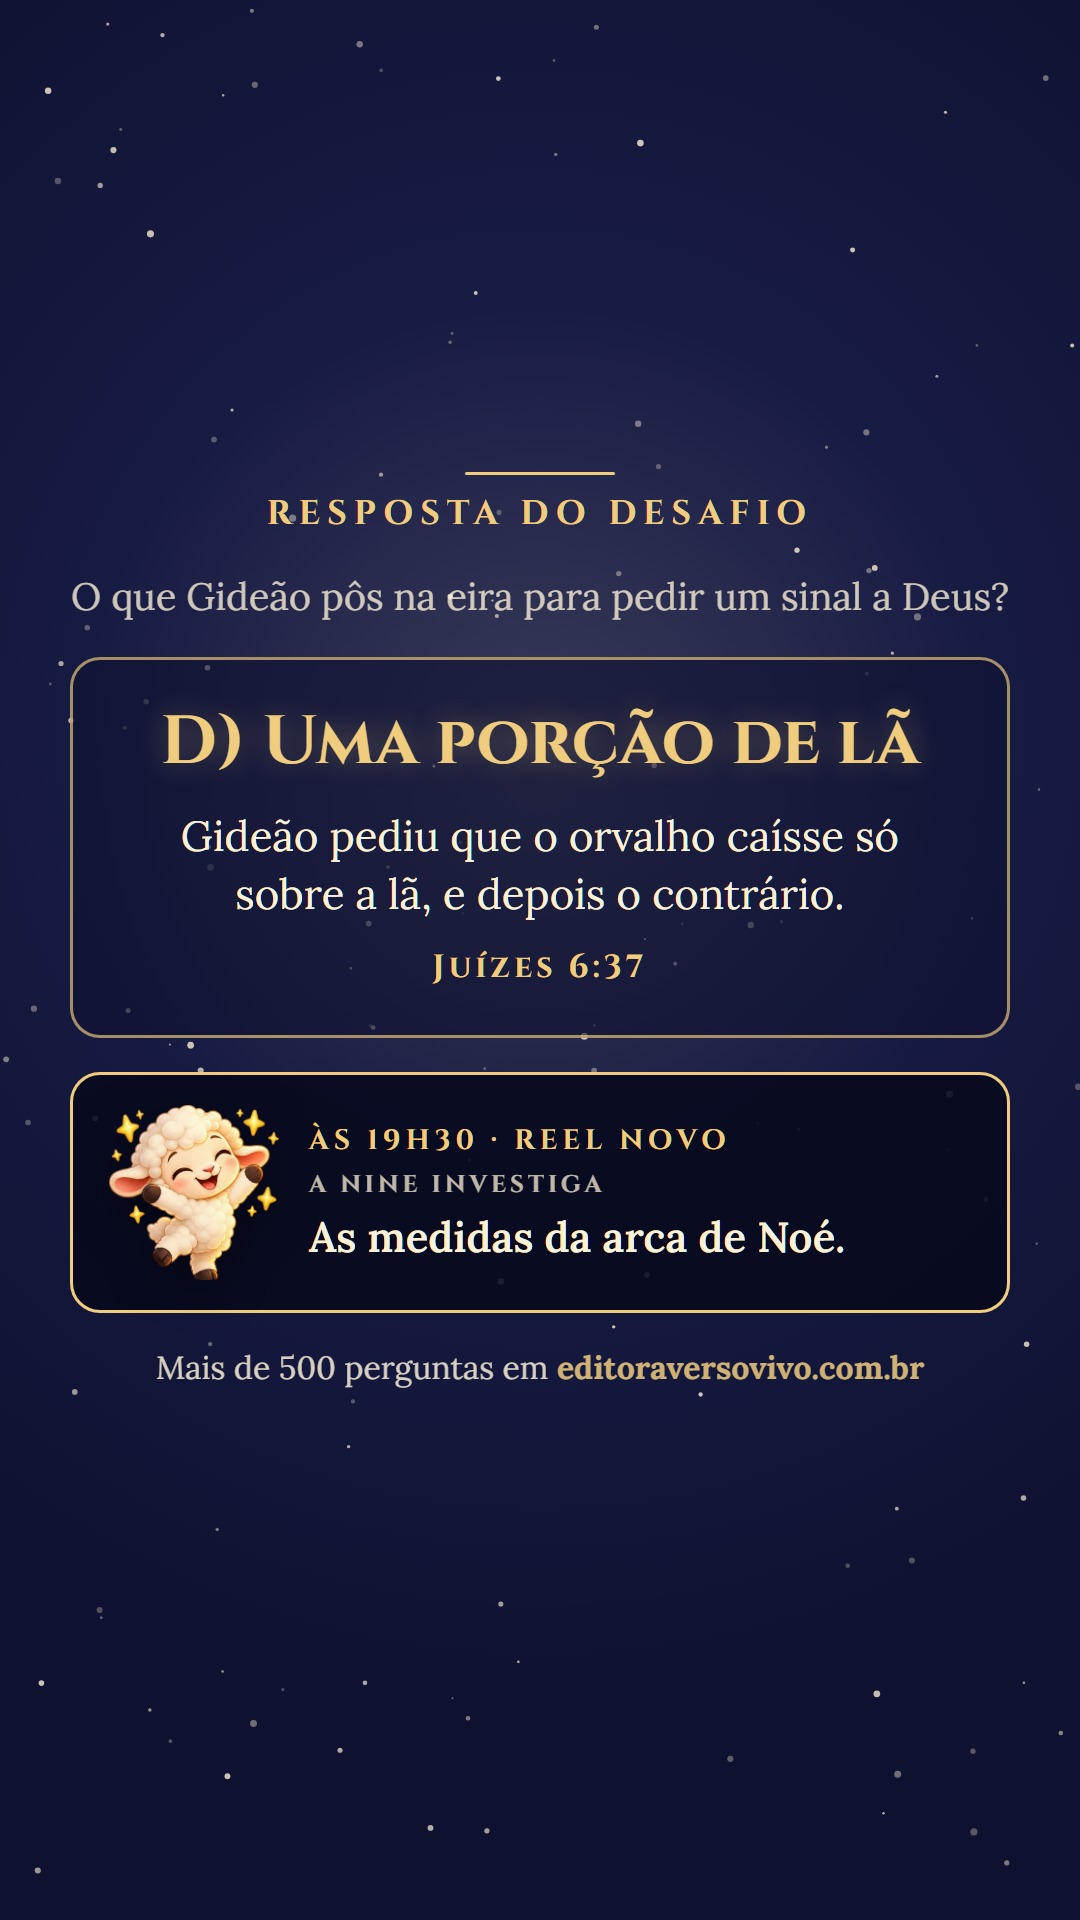 RESPOSTA DO DESAFIO
O que Gideão pôs na eira para pedir um sinal a Deus?
D) Uma porção de lã
Gideão pediu que o orvalho caísse só
sobre a lã, e depois o contrário.
Juízes 6:37
ÀS 19H30 · REEL NOVO
A NINE INVESTIGA
As medidas da arca de Noé.
Mais de 500 perguntas em editoraversovivo.com.br